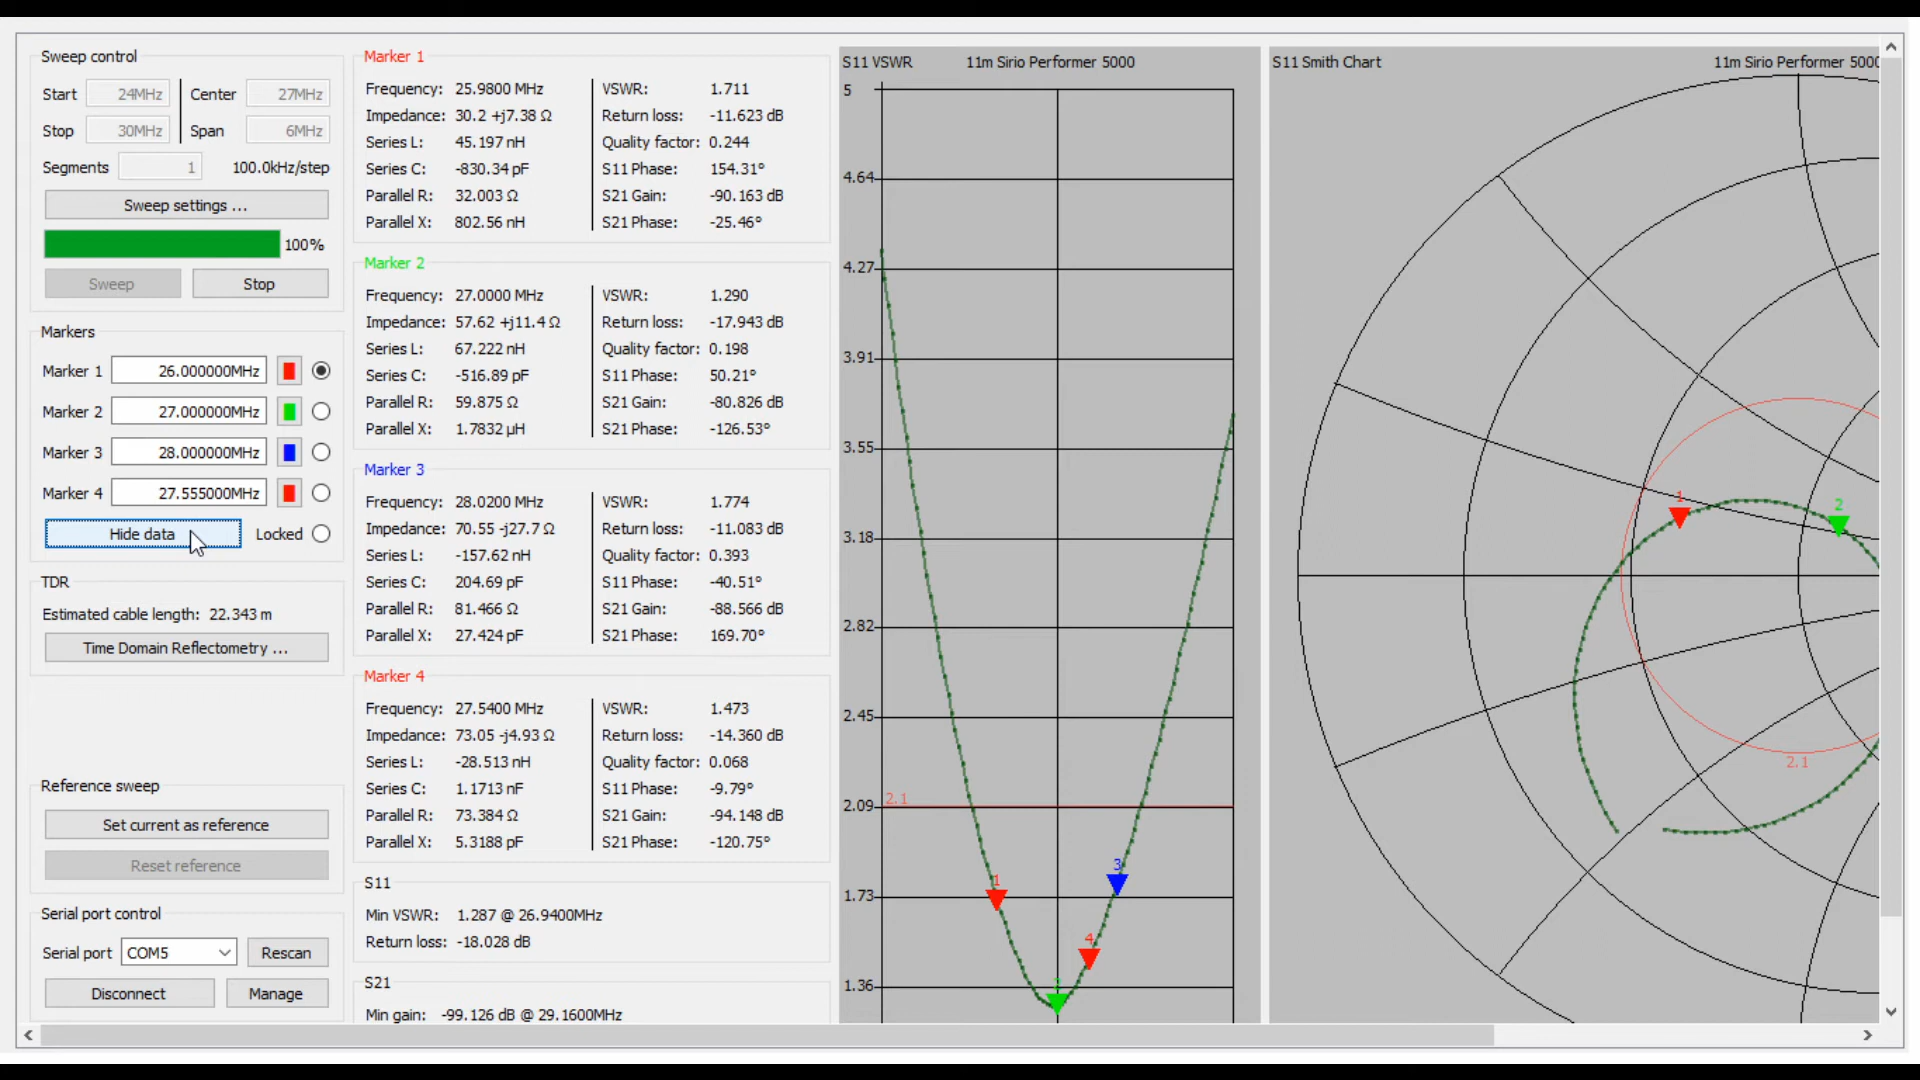 Sweep control
Start 24MHz Center 27MHz
Stop 30MHz Span 6MHz
Segments 1 100.0kHz/step
Sweep settings ...
100%
Sweep Stop
Markers
Marker 1 26.000000MHz
Marker 2 27.000000MHz
Marker 3 28.000000MHz
Marker 4 27.555000MHz
Hide data Locked
TDR
Estimated cable length: 22.343 m
Time Domain Reflectometry ...
Reference sweep
Set current as reference
Reset reference
Serial port control
Serial port COM5 Rescan
Disconnect Manage
Marker 1
Frequency: 25.9800 MHz VSWR: 1.711
Impedance: 30.2 +j7.38 Ω Return loss: -11.623 dB
Series L: 45.197 nH Quality factor: 0.244
Series C: -830.34 pF S11 Phase: 154.31°
Parallel R: 32.003 Ω S21 Gain: -90.163 dB
Parallel X: 802.56 nH S21 Phase: -25.46°
Marker 2
Frequency: 27.0000 MHz VSWR: 1.290
Impedance: 57.62 +j11.4 Ω Return loss: -17.943 dB
Series L: 67.222 nH Quality factor: 0.198
Series C: -516.89 pF S11 Phase: 50.21°
Parallel R: 59.875 Ω S21 Gain: -80.826 dB
Parallel X: 1.7832 µH S21 Phase: -126.53°
Marker 3
Frequency: 28.0200 MHz VSWR: 1.774
Impedance: 70.55 -j27.7 Ω Return loss: -11.083 dB
Series L: -157.62 nH Quality factor: 0.393
Series C: 204.69 pF S11 Phase: -40.51°
Parallel R: 81.466 Ω S21 Gain: -88.566 dB
Parallel X: 27.424 pF S21 Phase: 169.70°
Marker 4
Frequency: 27.5400 MHz VSWR: 1.473
Impedance: 73.05 -j4.93 Ω Return loss: -14.360 dB
Series L: -28.513 nH Quality factor: 0.068
Series C: 1.1713 nF S11 Phase: -9.79°
Parallel R: 73.384 Ω S21 Gain: -94.148 dB
Parallel X: 5.3188 pF S21 Phase: -120.75°
S11
Min VSWR: 1.287 @ 26.9400MHz
Return loss: -18.028 dB
S21
Min gain: -99.126 dB @ 29.1600MHz
S11 VSWR 11m Sirio Performer 5000
5
4.64
4.27
3.91
3.55
3.18
2.82
2.45
2.1
2.09
3
1
1.73
4
2
1.36
S11 Smith Chart 11m Sirio Performer 5000
1
2
2.1